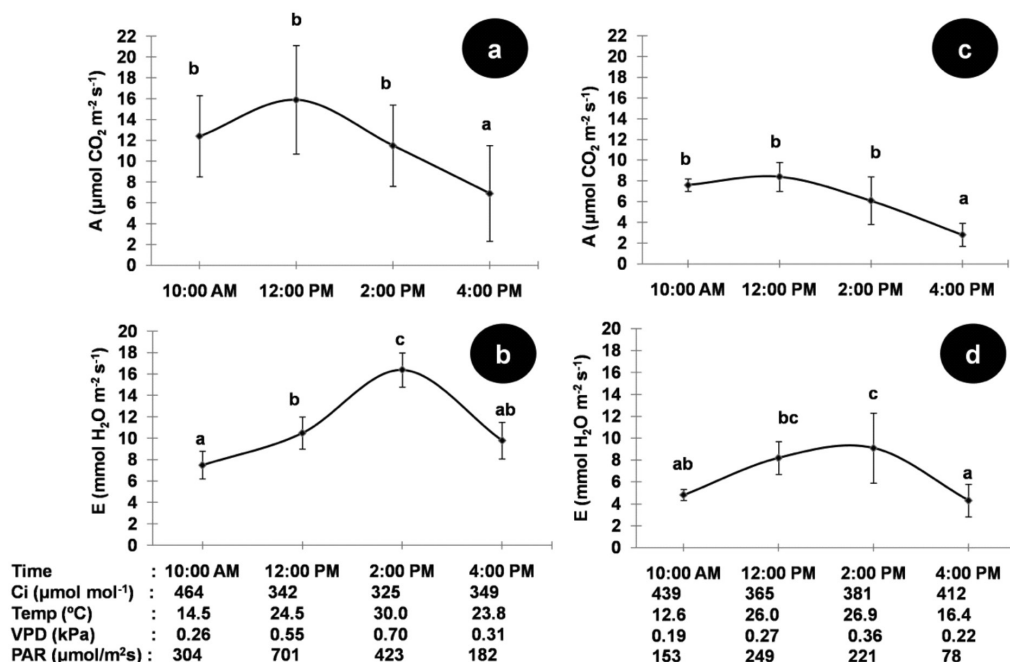 a
A (µmol CO₂ m⁻² s⁻¹)
22
20
18
16
14
12
10
8
6
4
2
0
b
b
b
a
10:00 AM 12:00 PM 2:00 PM 4:00 PM
c
A (µmol CO₂ m⁻² s⁻¹)
22
20
18
16
14
12
10
8
6
4
2
0
b
b
b
a
10:00 AM 12:00 PM 2:00 PM 4:00 PM
b
E (mmol H₂O m⁻² s⁻¹)
20
18
16
14
12
10
8
6
4
2
0
a
b
c
ab
d
E (mmol H₂O m⁻² s⁻¹)
20
18
16
14
12
10
8
6
4
2
0
ab
bc
c
a
Time : 10:00 AM 12:00 PM 2:00 PM 4:00 PM 10:00 AM 12:00 PM 2:00 PM 4:00 PM
Ci (µmol mol⁻¹) : 464 342 325 349 439 365 381 412
Temp (ºC) : 14.5 24.5 30.0 23.8 12.6 26.0 26.9 16.4
VPD (kPa) : 0.26 0.55 0.70 0.31 0.19 0.27 0.36 0.22
PAR (µmol/m²s) : 304 701 423 182 153 249 221 78